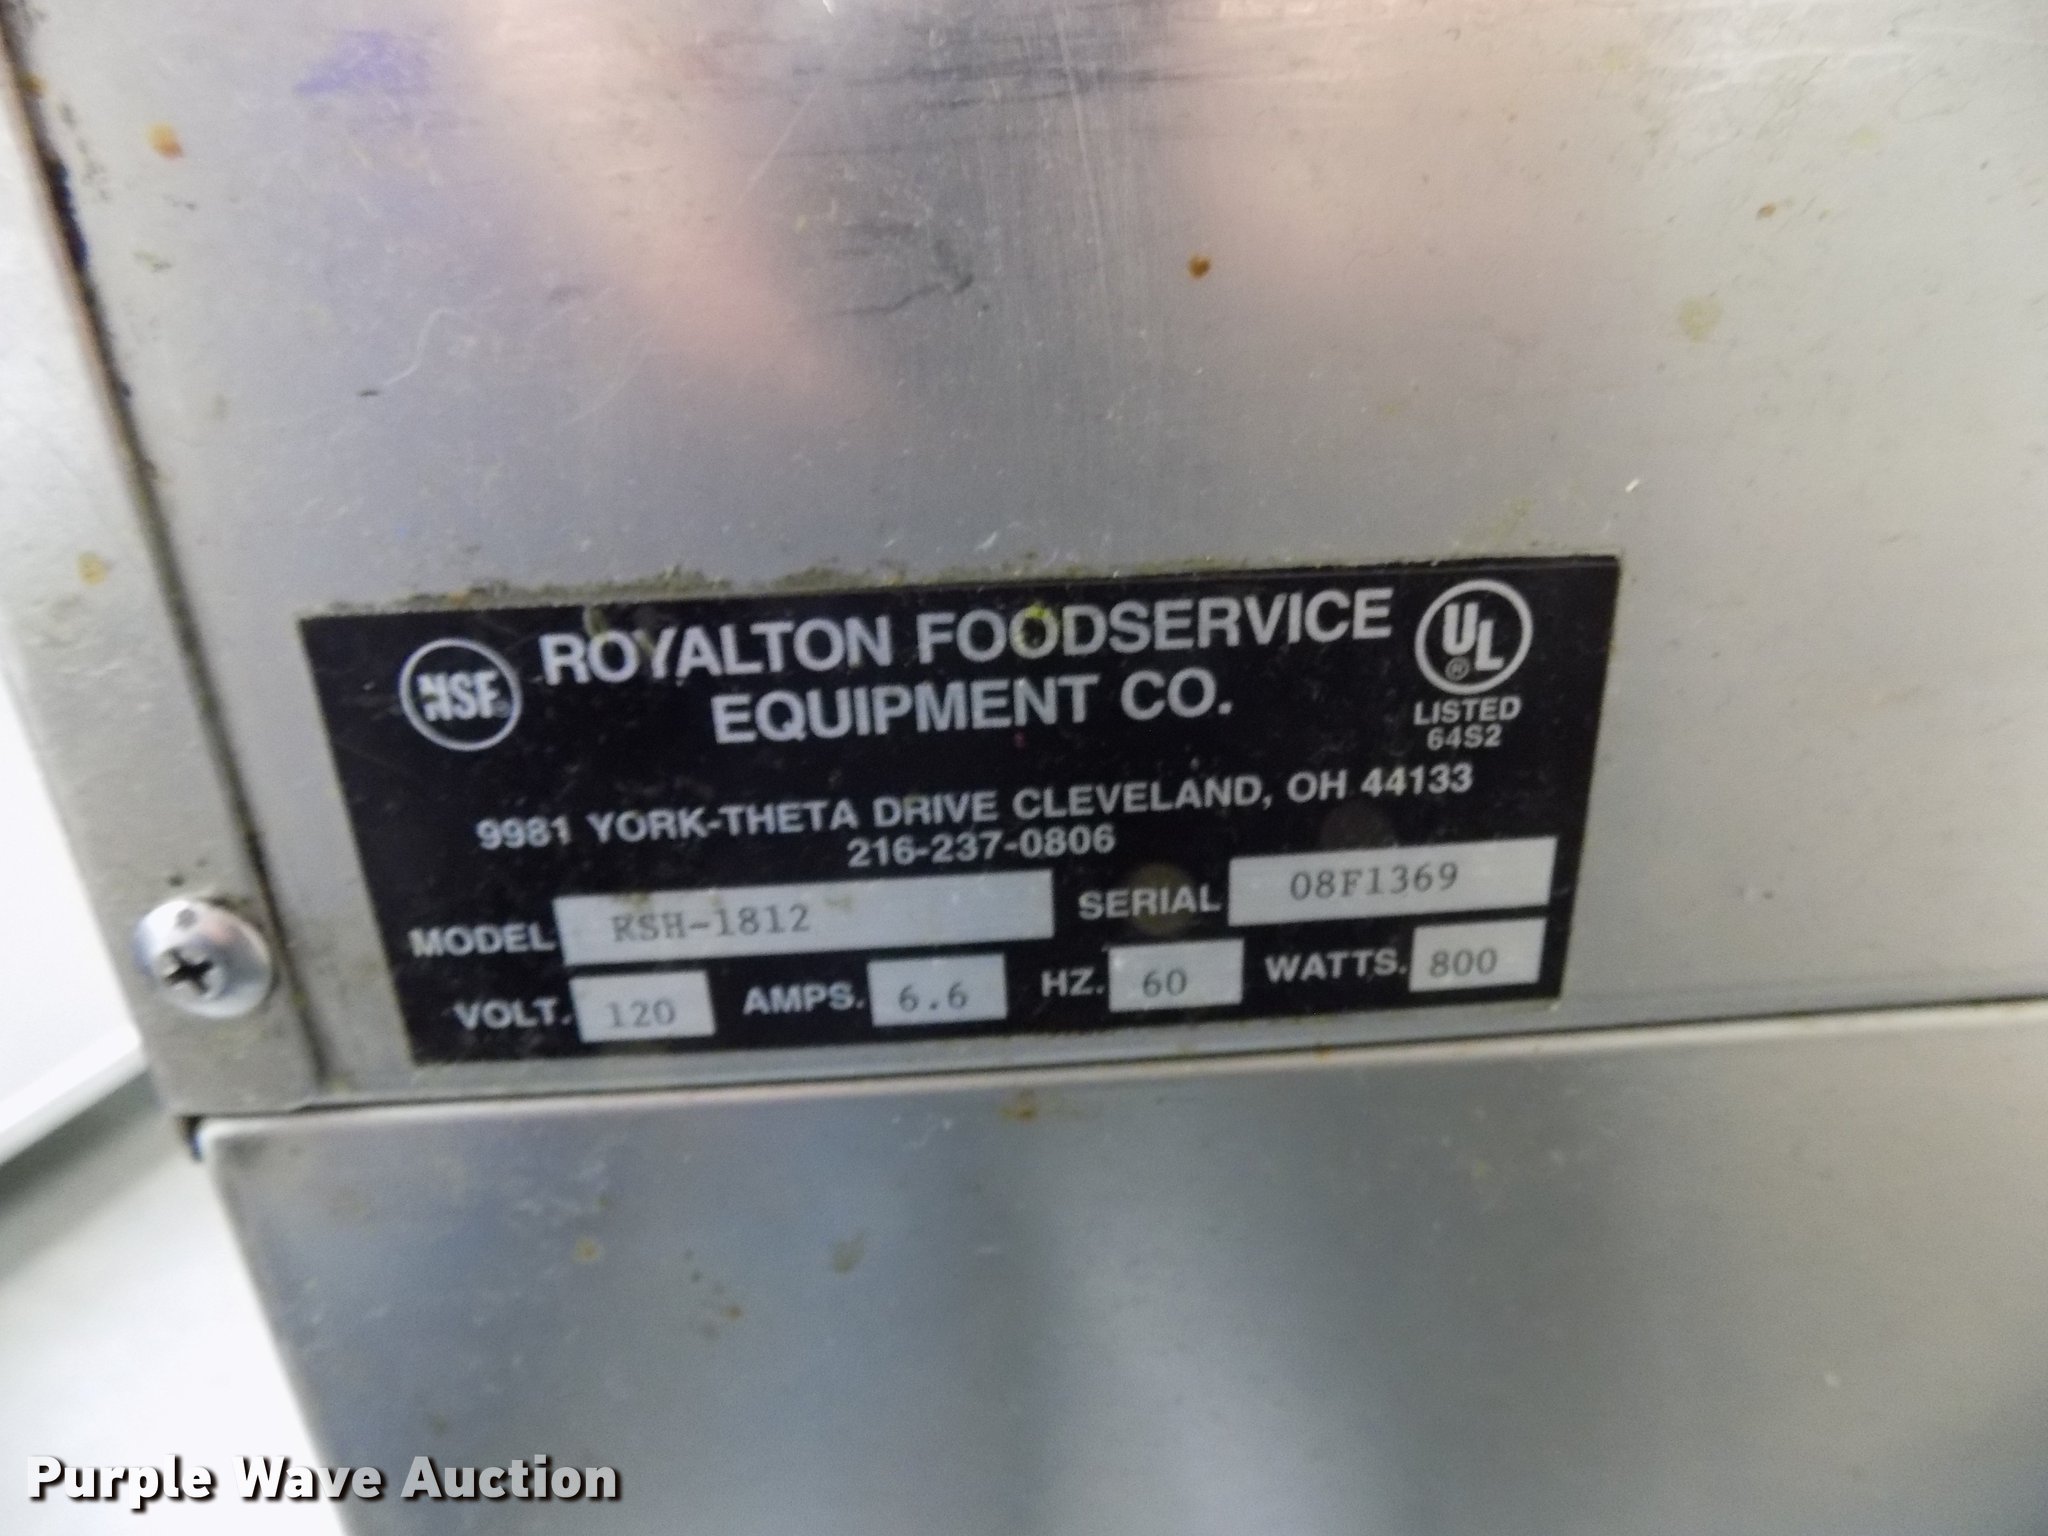 NSF® ROYALTON FOODSERVICE
EQUIPMENT CO.
UL®
LISTED
64S2
9981 YORK-THETA DRIVE CLEVELAND, OH 44133
216-237-0806
MODEL RSH-1812 SERIAL 08F1369
VOLT. 120 AMPS. 6.6 HZ. 60 WATTS. 800
Purple Wave Auction